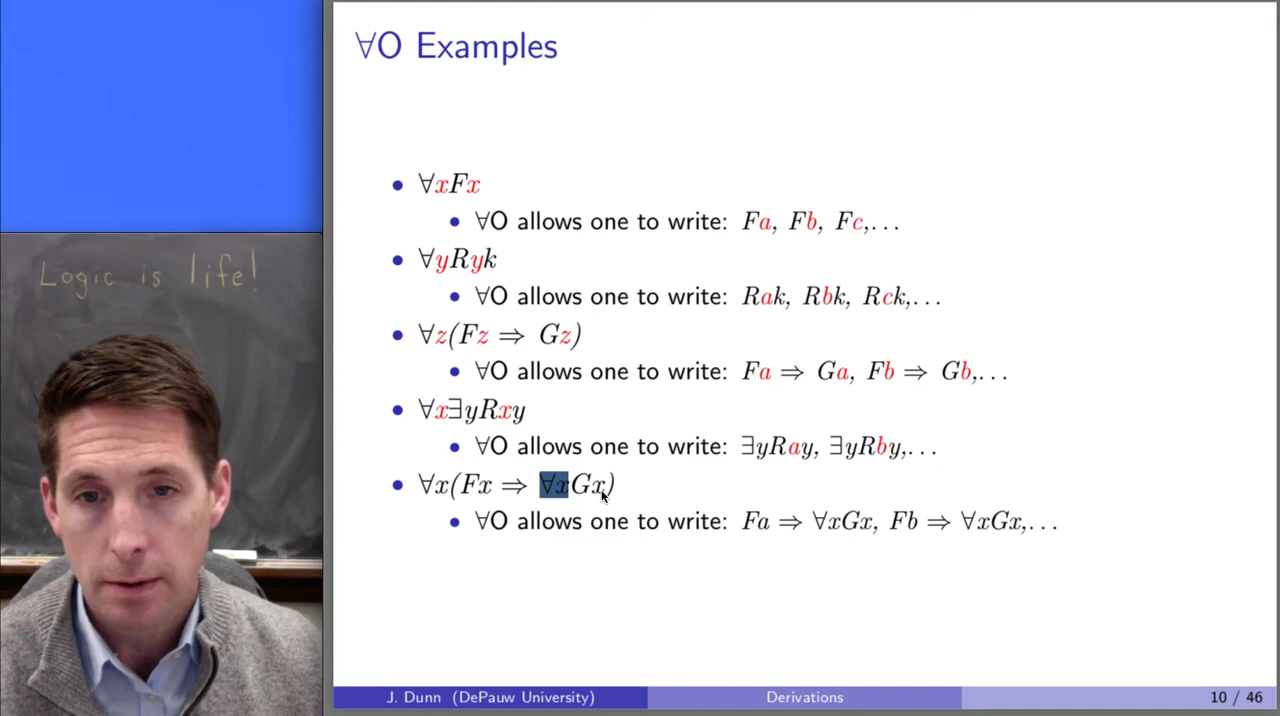 ∀O Examples
• ∀xFx
• ∀O allows one to write: Fa, Fb, Fc,...
• ∀yRyk
• ∀O allows one to write: Rak, Rbk, Rck,...
• ∀z(Fz ⇒ Gz)
• ∀O allows one to write: Fa ⇒ Ga, Fb ⇒ Gb,...
• ∀x∃yRxy
• ∀O allows one to write: ∃yRay, ∃yRby,...
• ∀x(Fx ⇒ ∀xGx)
• ∀O allows one to write: Fa ⇒ ∀xGx, Fb ⇒ ∀xGx,...
Logic is life!
J. Dunn (DePauw University)
Derivations
10 / 46